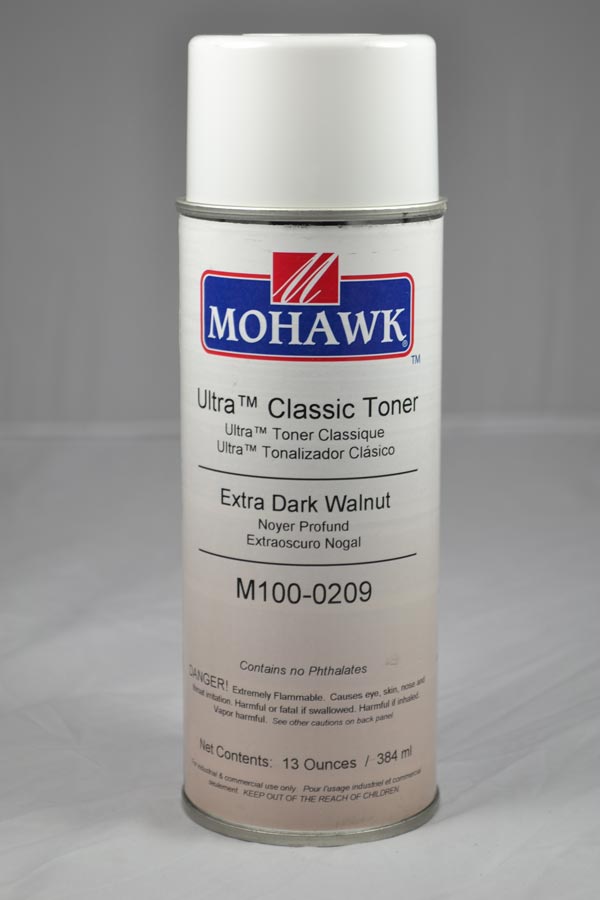 M
MOHAWK®
TM
Ultra™ Classic Toner
Ultra™ Toner Classique
Ultra™ Tonalizador Clásico
Extra Dark Walnut
Noyer Profund
Extraoscuro Nogal
M100-0209
Contains no Phthalates
DANGER! Extremely Flammable. Causes eye, skin, nose and
throat irritation. Harmful or fatal if swallowed. Harmful if inhaled.
Vapor harmful. See other cautions on back panel.
Net Contents: 13 Ounces / 384 ml
For industrial & commercial use only. Pour l'usage industriel et commercial
seulement. KEEP OUT OF THE REACH OF CHILDREN.